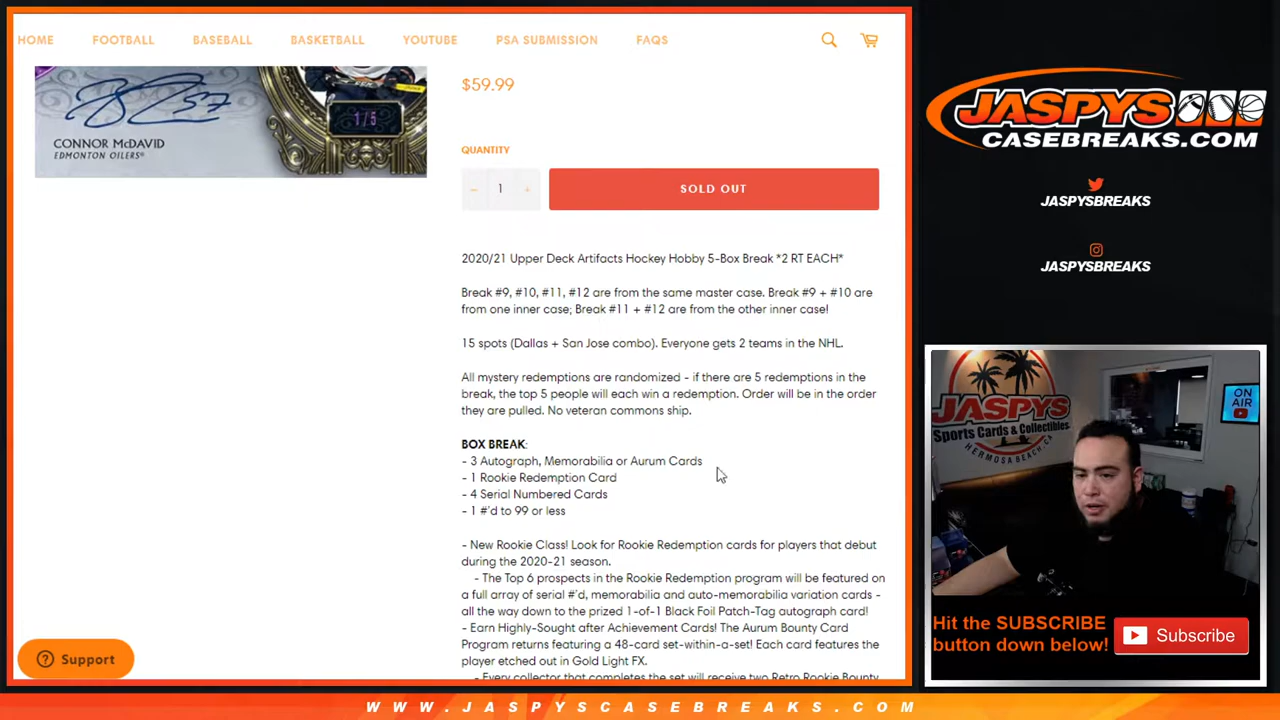 HOME FOOTBALL BASEBALL BASKETBALL YOUTUBE PSA SUBMISSION FAQS
1/5
CONNOR McDAVID
EDMONTON OILERS®
$59.99
QUANTITY
− 1 +
SOLD OUT
2020/21 Upper Deck Artifacts Hockey Hobby 5-Box Break *2 RT EACH*
Break #9, #10, #11, #12 are from the same master case. Break #9 + #10 are
from one inner case; Break #11 + #12 are from the other inner case!
15 spots (Dallas + San Jose combo). Everyone gets 2 teams in the NHL.
All mystery redemptions are randomized - if there are 5 redemptions in the
break, the top 5 people will each win a redemption. Order will be in the order
they are pulled. No veteran commons ship.
BOX BREAK:
- 3 Autograph, Memorabilia or Aurum Cards
- 1 Rookie Redemption Card
- 4 Serial Numbered Cards
- 1 #'d to 99 or less
- New Rookie Class! Look for Rookie Redemption cards for players that debut
during the 2020-21 season.
- The Top 6 prospects in the Rookie Redemption program will be featured on
a full array of serial #'d, memorabilia and auto-memorabilia variation cards -
all the way down to the prized 1-of-1 Black Foil Patch-Tag autograph card!
- Earn Highly-Sought after Achievement Cards! The Aurum Bounty Card
Program returns featuring a 48-card set-within-a-set! Each card features the
player etched out in Gold Light FX.
- Every collector that completes the set will receive two Retro Rookie Bounty
Support
JASPYS
CASEBREAKS.COM
JASPYSBREAKS
JASPYSBREAKS
JASPYS
Sports Cards & Collectibles
HERMOSA BEACH, CA
ON
AIR
Hit the SUBSCRIBE
button down below!
Subscribe
WWW.JASPYSCASEBREAKS.COM